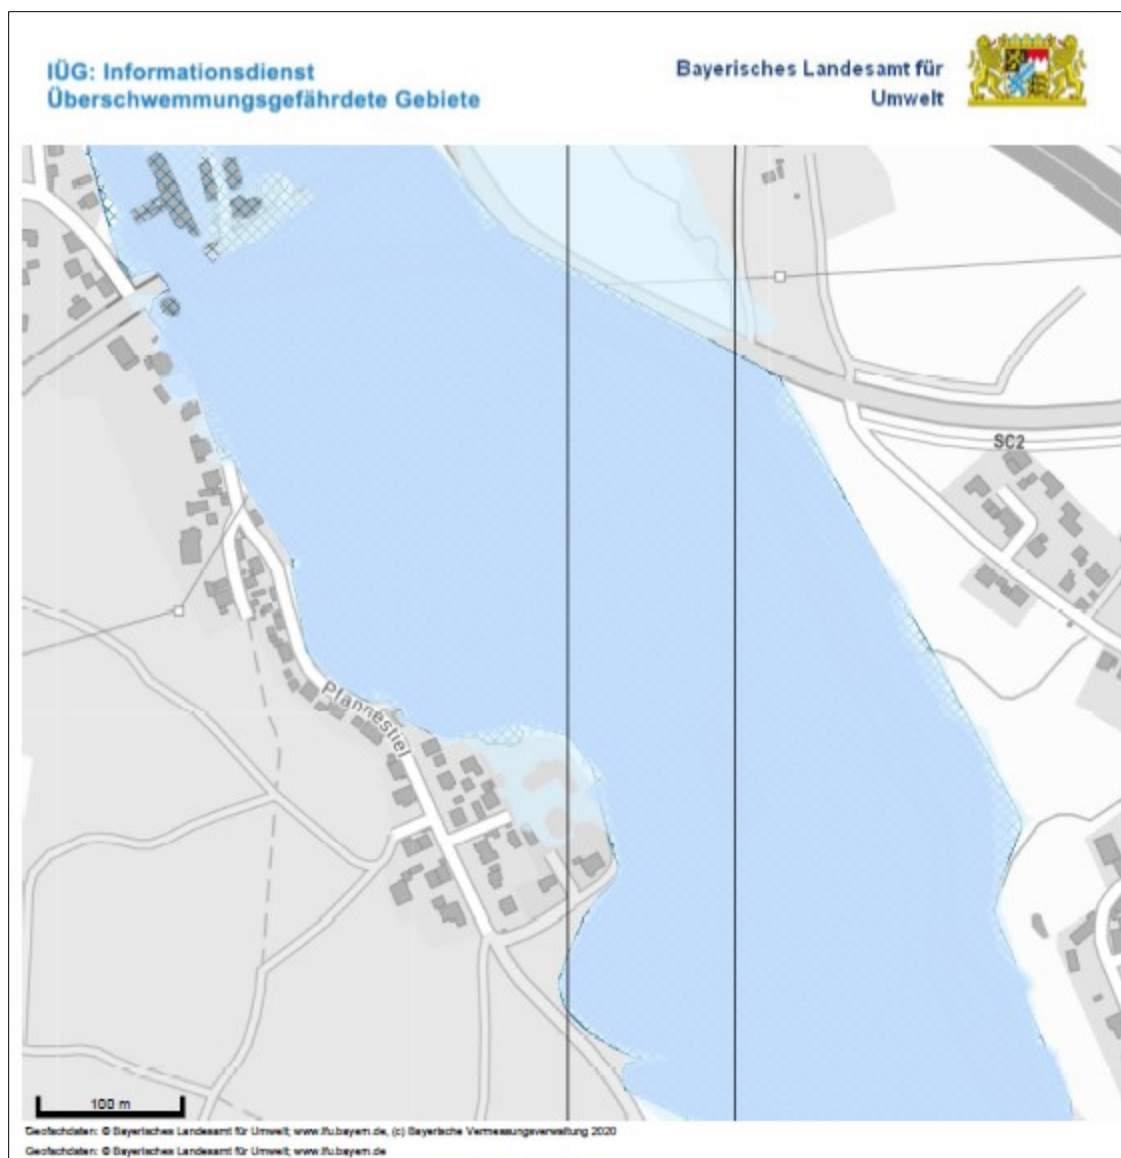 IÜG: Informationsdienst
Überschwemmungsgefährdete Gebiete
Bayerisches Landesamt für
Umwelt
SC2
Pfannestiel
100 m
Geofachdaten: © Bayerisches Landesamt für Umwelt; www.lfu.bayern.de, (c) Bayerische Vermessungsverwaltung 2020
Geofachdaten: © Bayerisches Landesamt für Umwelt; www.lfu.bayern.de